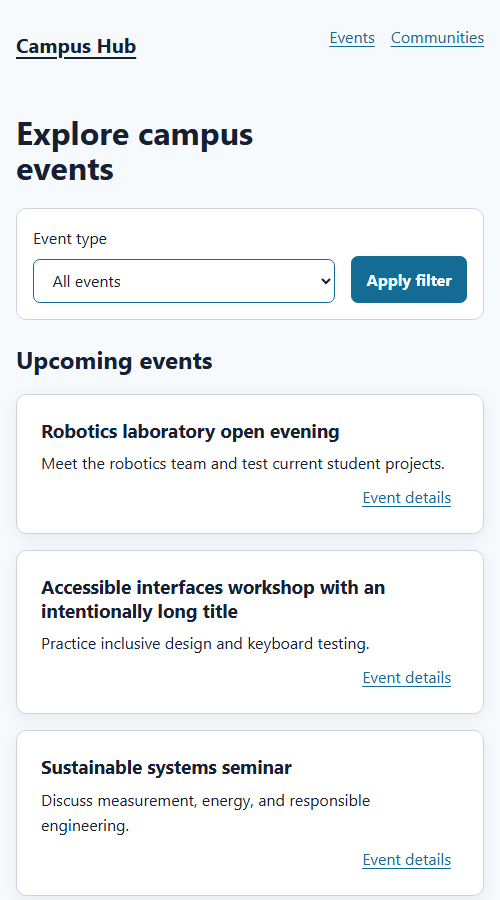 Campus Hub
Events
Communities
Explore campus
events
Event type
All events
Apply filter
Upcoming events
Robotics laboratory open evening
Meet the robotics team and test current student projects.
Event details
Accessible interfaces workshop with an
intentionally long title
Practice inclusive design and keyboard testing.
Event details
Sustainable systems seminar
Discuss measurement, energy, and responsible
engineering.
Event details